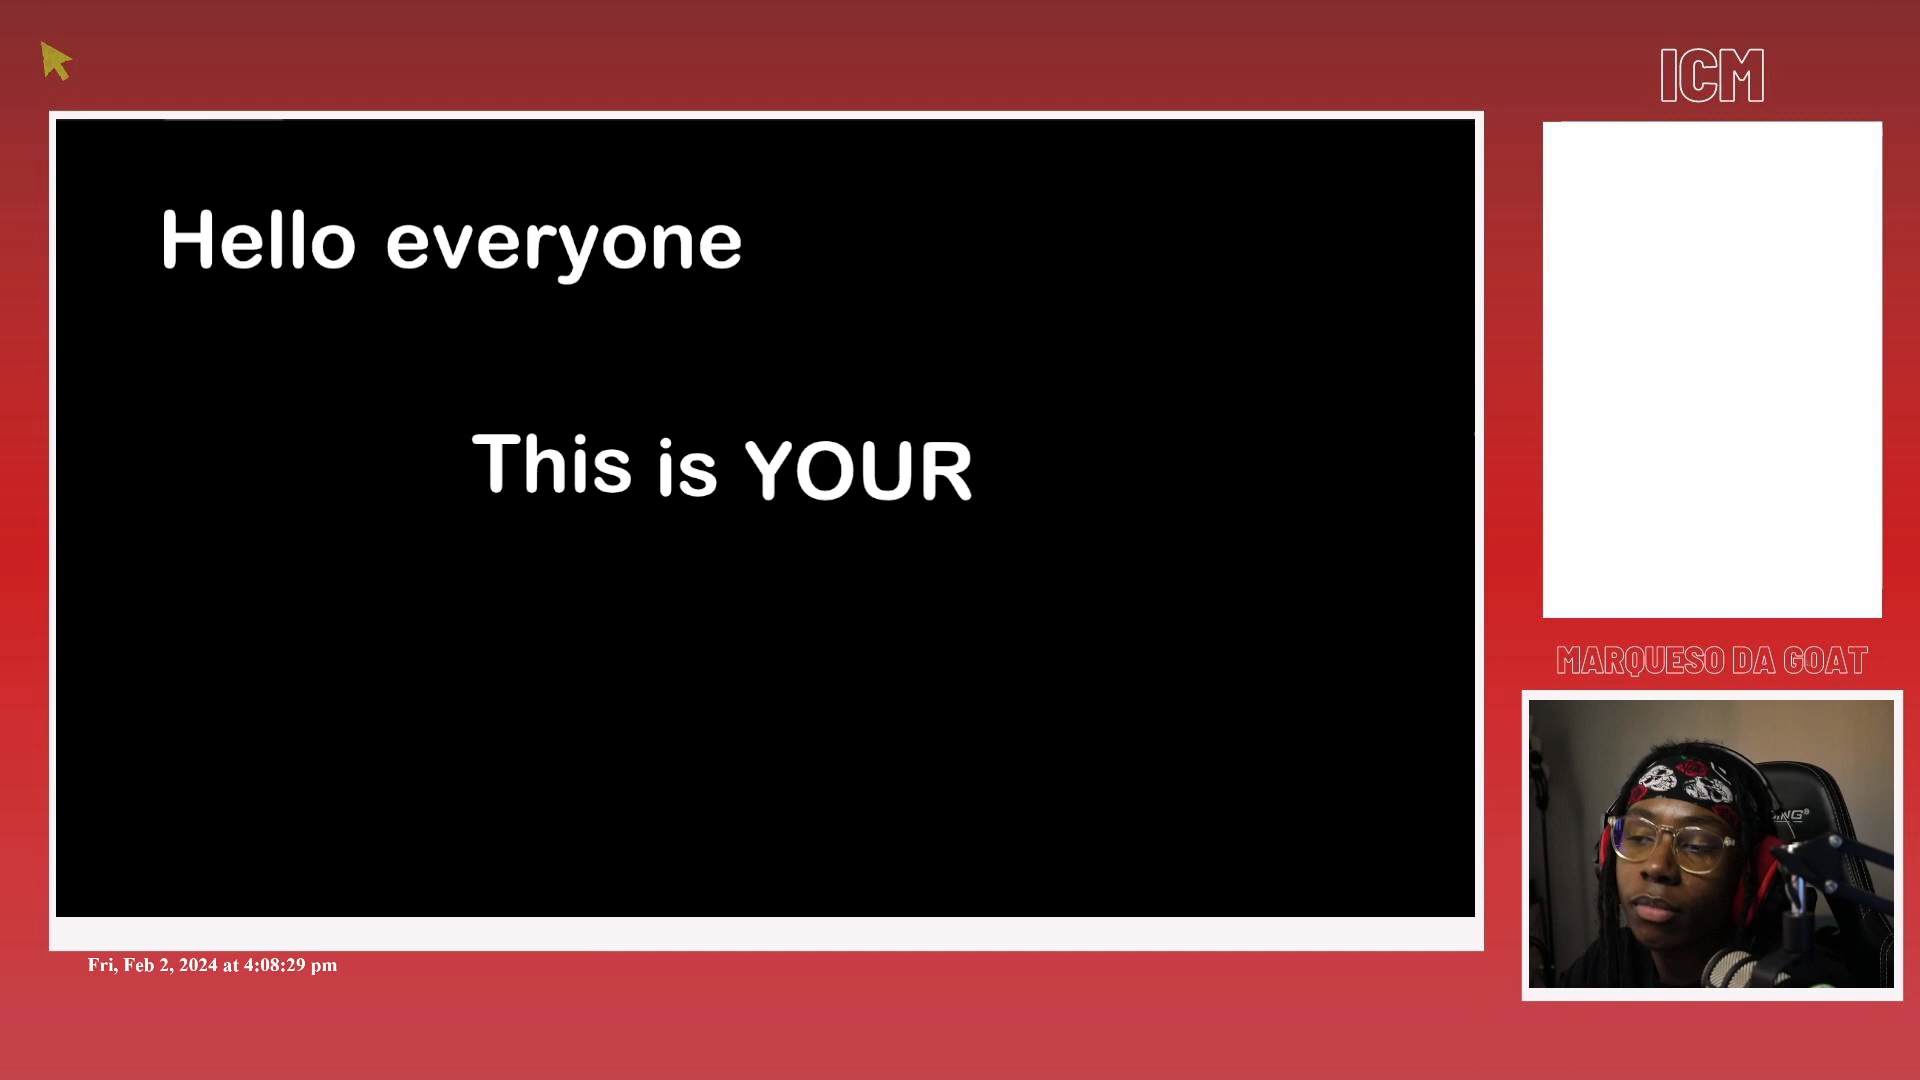 ICM
Hello everyone
This is YOUR
MARQUESO DA GOAT
Fri, Feb 2, 2024 at 4:08:29 pm